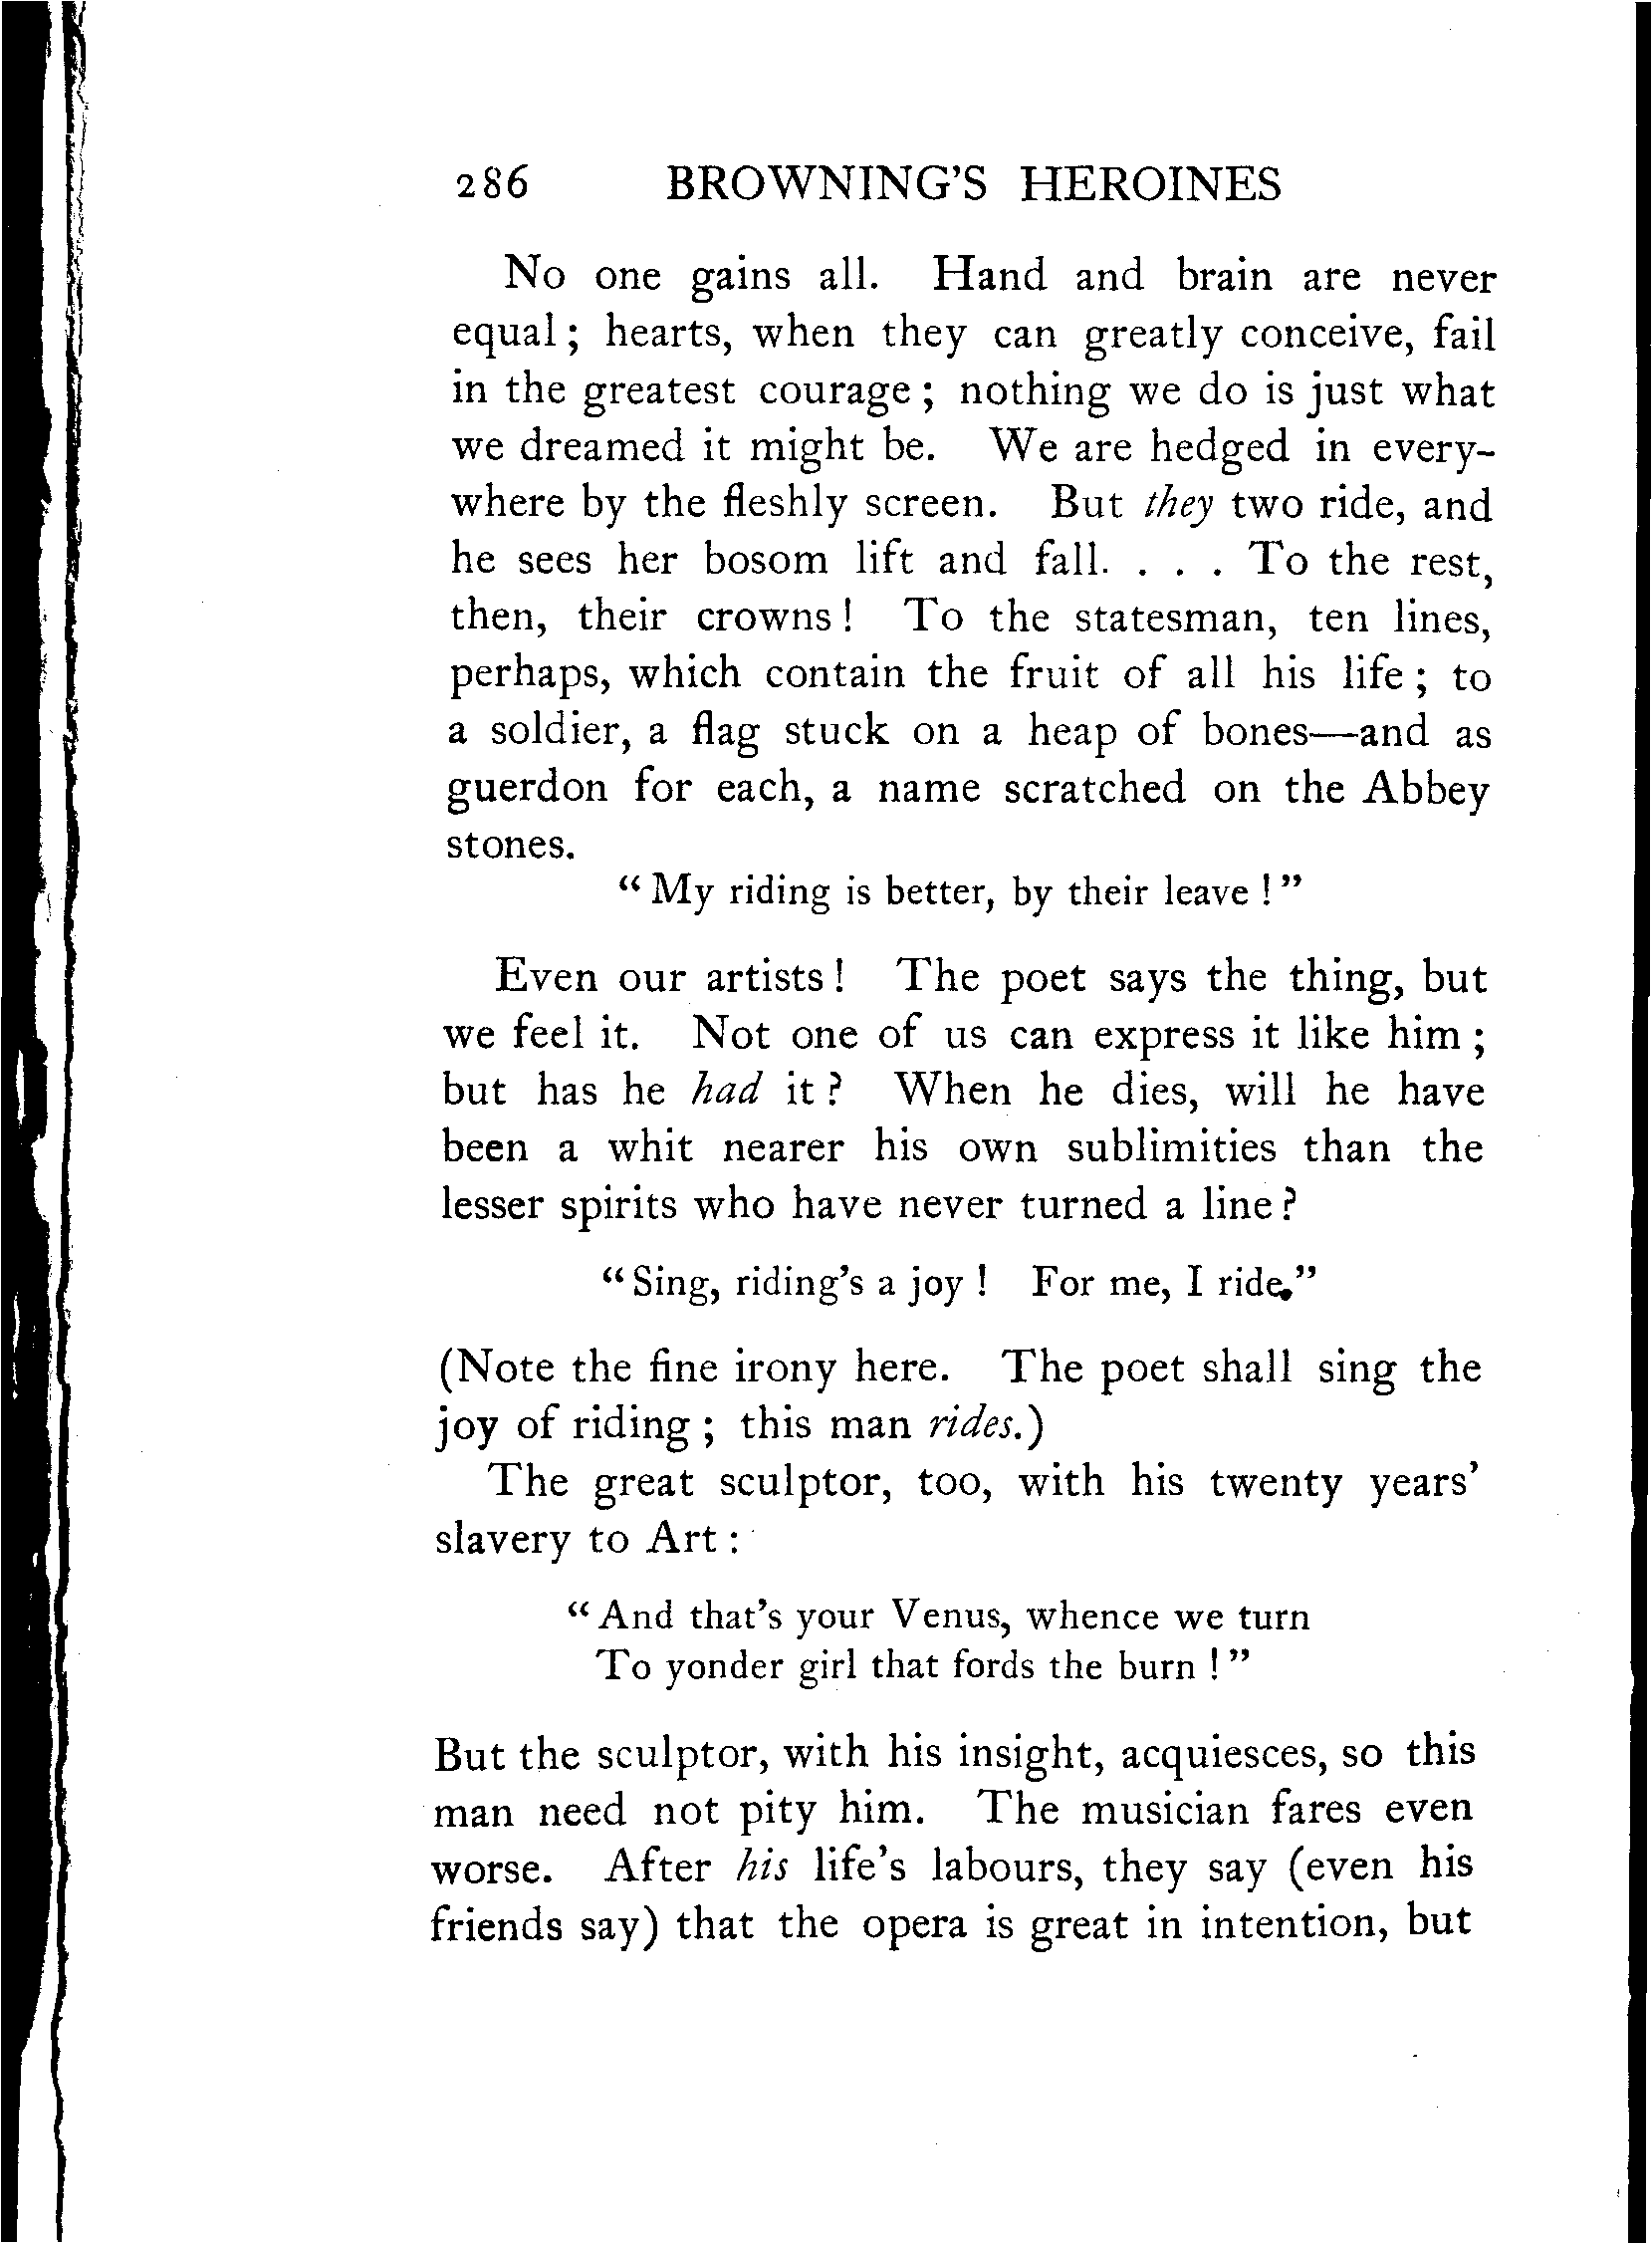 286 BROWNING'S HEROINES
No one gains all. Hand and brain are never
equal; hearts, when they can greatly conceive, fail
in the greatest courage; nothing we do is just what
we dreamed it might be. We are hedged in every-
where by the fleshly screen. But they two ride, and
he sees her bosom lift and fall. . . . To the rest,
then, their crowns! To the statesman, ten lines,
perhaps, which contain the fruit of all his life; to
a soldier, a flag stuck on a heap of bones—and as
guerdon for each, a name scratched on the Abbey
stones.
"My riding is better, by their leave!"
Even our artists! The poet says the thing, but
we feel it. Not one of us can express it like him;
but has he had it? When he dies, will he have
been a whit nearer his own sublimities than the
lesser spirits who have never turned a line?
"Sing, riding's a joy! For me, I ride."
(Note the fine irony here. The poet shall sing the
joy of riding; this man rides.)
The great sculptor, too, with his twenty years'
slavery to Art:
"And that's your Venus, whence we turn
To yonder girl that fords the burn!"
But the sculptor, with his insight, acquiesces, so this
man need not pity him. The musician fares even
worse. After his life's labours, they say (even his
friends say) that the opera is great in intention, but